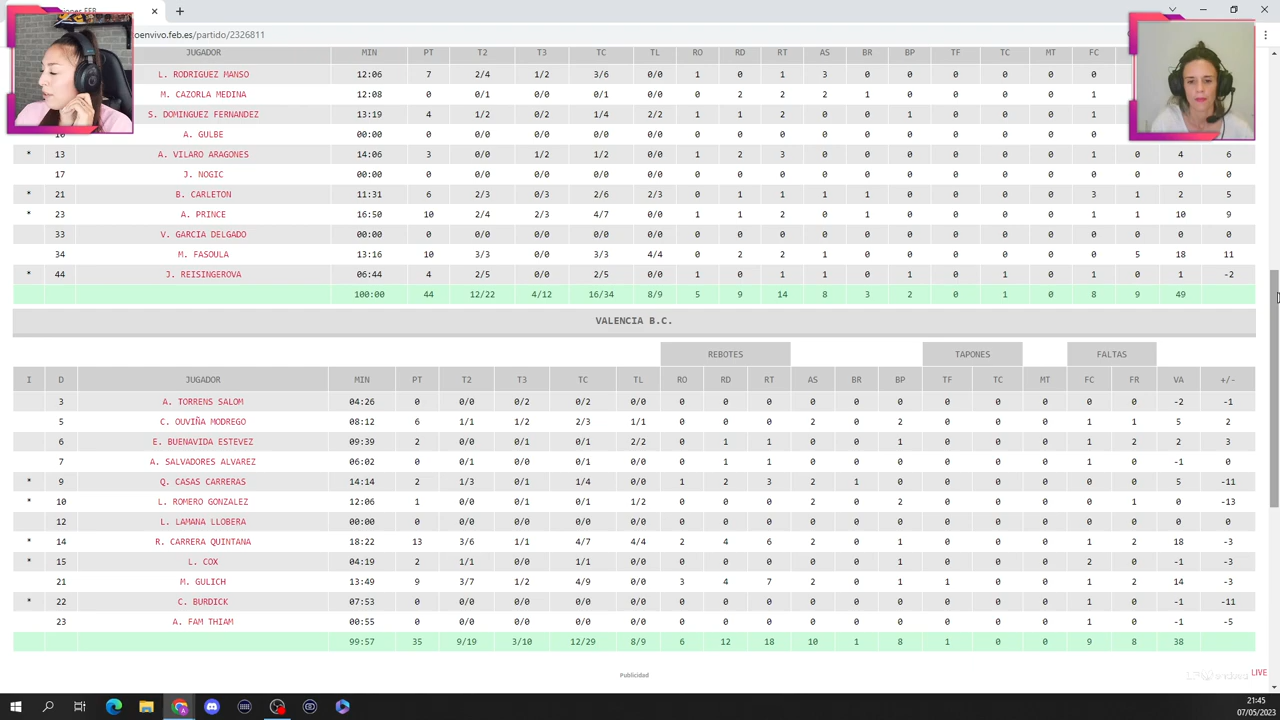 iones FEB
oenvivo.feb.es/partido/2326811
JUGADOR MIN PT T2 T3 TC TL RO RD RT AS BR BP TF TC MT FC
L. RODRIGUEZ MANSO 12:06 7 2/4 1/2 3/6 0/0 1 0 1 3 0 0 0 0 0 0
M. CAZORLA MEDINA 12:08 0 0/1 0/0 0/1 0/0 0 2 2 2 1 0 0 0 0 1
S. DOMINGUEZ FERNANDEZ 13:19 4 1/2 0/2 1/4 2/2 1 1 2 0 0 1 0 0 0 1
A. GULBE 00:00 0 0/0 0/0 0/0 0/0 0 0 0 0 0 0 0 0 0 0
* 13 A. VILARO ARAGONES 14:06 3 0/0 1/2 1/2 0/0 1 2 3 0 0 0 0 0 0 1 0 4 6
17 J. NOGIC 00:00 0 0/0 0/0 0/0 0/0 0 0 0 0 0 0 0 0 0 0 0 0 0
* 21 B. CARLETON 11:31 6 2/3 0/3 2/6 2/3 0 1 1 1 1 0 0 0 0 3 1 2 5
* 23 A. PRINCE 16:50 10 2/4 2/3 4/7 0/0 1 1 2 0 1 0 0 0 0 1 1 10 9
33 V. GARCIA DELGADO 00:00 0 0/0 0/0 0/0 0/0 0 0 0 0 0 0 0 0 0 0 0 0 0
34 M. FASOULA 13:16 10 3/3 0/0 3/3 4/4 0 2 2 1 0 0 0 0 0 0 5 18 11
* 44 J. REISINGEROVA 06:44 4 2/5 0/0 2/5 0/0 1 0 1 1 0 1 0 1 0 1 0 1 -2
100:00 44 12/22 4/12 16/34 8/9 5 9 14 8 3 2 0 1 0 8 9 49
VALENCIA B.C.
REBOTES TAPONES FALTAS
I D JUGADOR MIN PT T2 T3 TC TL RO RD RT AS BR BP TF TC MT FC FR VA +/-
3 A. TORRENS SALOM 04:26 0 0/0 0/2 0/2 0/0 0 0 0 0 0 0 0 0 0 0 0 -2 -1
5 C. OUVIÑA MODREGO 08:12 6 1/1 1/2 2/3 1/1 0 0 0 2 0 2 0 0 0 1 1 5 2
6 E. BUENAVIDA ESTEVEZ 09:39 2 0/0 0/1 0/1 2/2 0 1 1 0 0 1 0 0 0 1 2 2 3
7 A. SALVADORES ALVAREZ 06:02 0 0/1 0/0 0/1 0/0 0 1 1 0 0 0 0 0 0 1 0 -1 0
* 9 Q. CASAS CARRERAS 14:14 2 1/3 0/1 1/4 0/0 1 2 3 2 1 0 0 0 0 0 0 5 -11
* 10 L. ROMERO GONZALEZ 12:06 1 0/0 0/1 0/1 1/2 0 0 0 2 0 2 0 0 0 0 1 0 -13
12 L. LAMANA LLOBERA 00:00 0 0/0 0/0 0/0 0/0 0 0 0 0 0 0 0 0 0 0 0 0 0
* 14 R. CARRERA QUINTANA 18:22 13 3/6 1/1 4/7 4/4 2 4 6 2 0 1 0 0 0 1 2 18 -3
* 15 L. COX 04:19 2 1/1 0/0 1/1 0/0 0 0 0 0 0 1 0 0 0 2 0 -1 -3
21 M. GULICH 13:49 9 3/7 1/2 4/9 0/0 3 4 7 2 0 1 1 0 0 1 2 14 -3
* 22 C. BURDICK 07:53 0 0/0 0/0 0/0 0/0 0 0 0 0 0 0 0 0 0 1 0 -1 -11
23 A. FAM THIAM 00:55 0 0/0 0/0 0/0 0/0 0 0 0 0 0 0 0 0 0 1 0 -1 -5
99:57 35 9/19 3/10 12/29 8/9 6 12 18 10 1 8 1 0 0 9 8 38
Publicidad
LIVE
21:45
07/05/2023